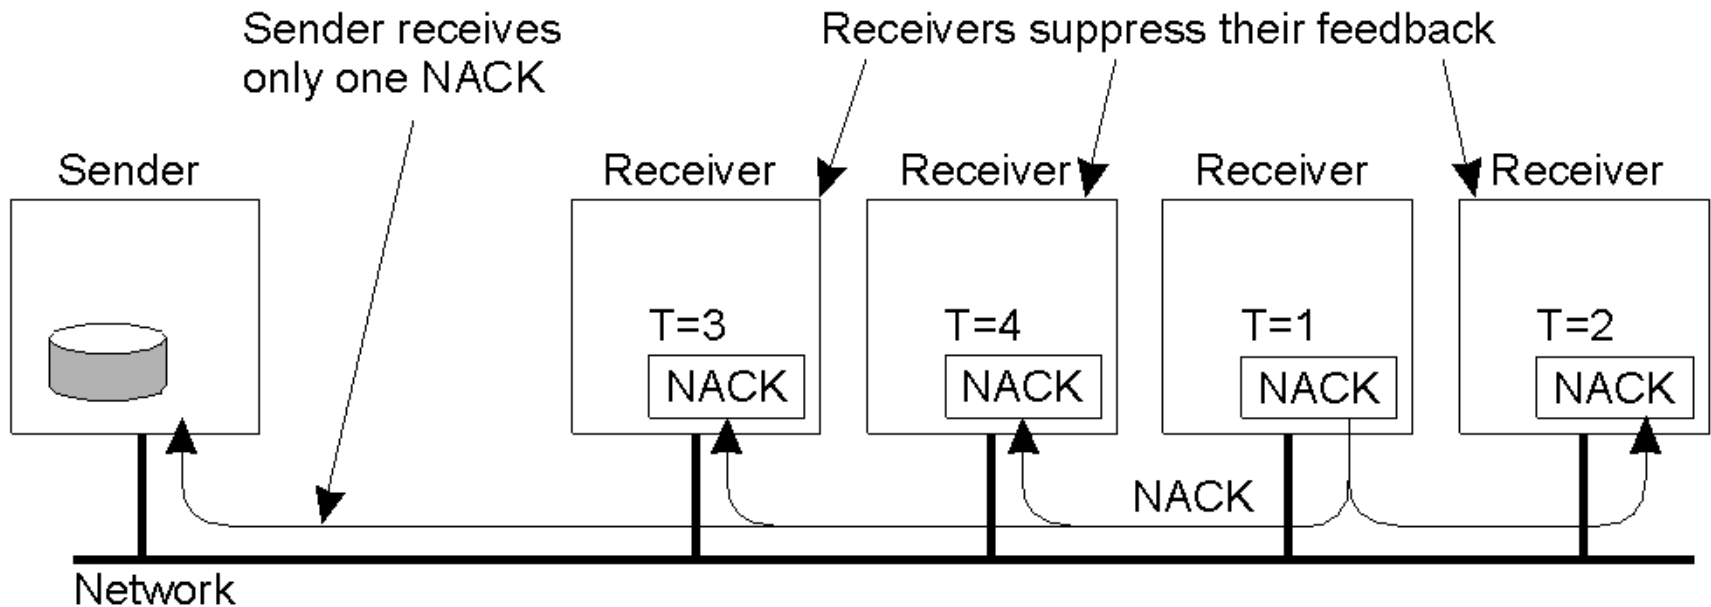 Sender receives
only one NACK
Receivers suppress their feedback
Sender
Receiver
Receiver
Receiver
Receiver
T=3
T=4
T=1
T=2
NACK
NACK
NACK
NACK
NACK
Network